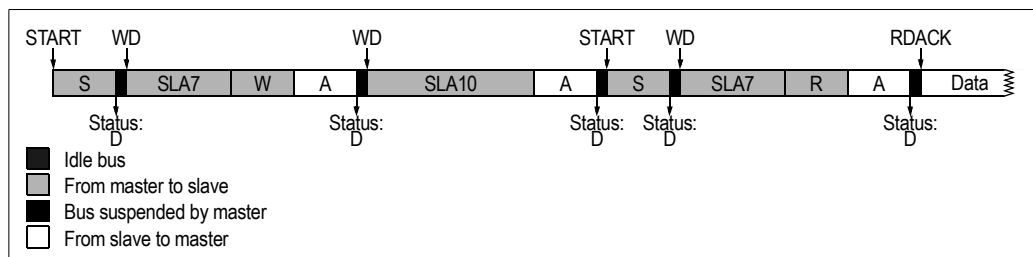 START WD WD START WD RDACK
S SLA7 W A SLA10 A S SLA7 R A Data
Status: Status: Status: Status: Status:
D D D D D
Idle bus
From master to slave
Bus suspended by master
From slave to master